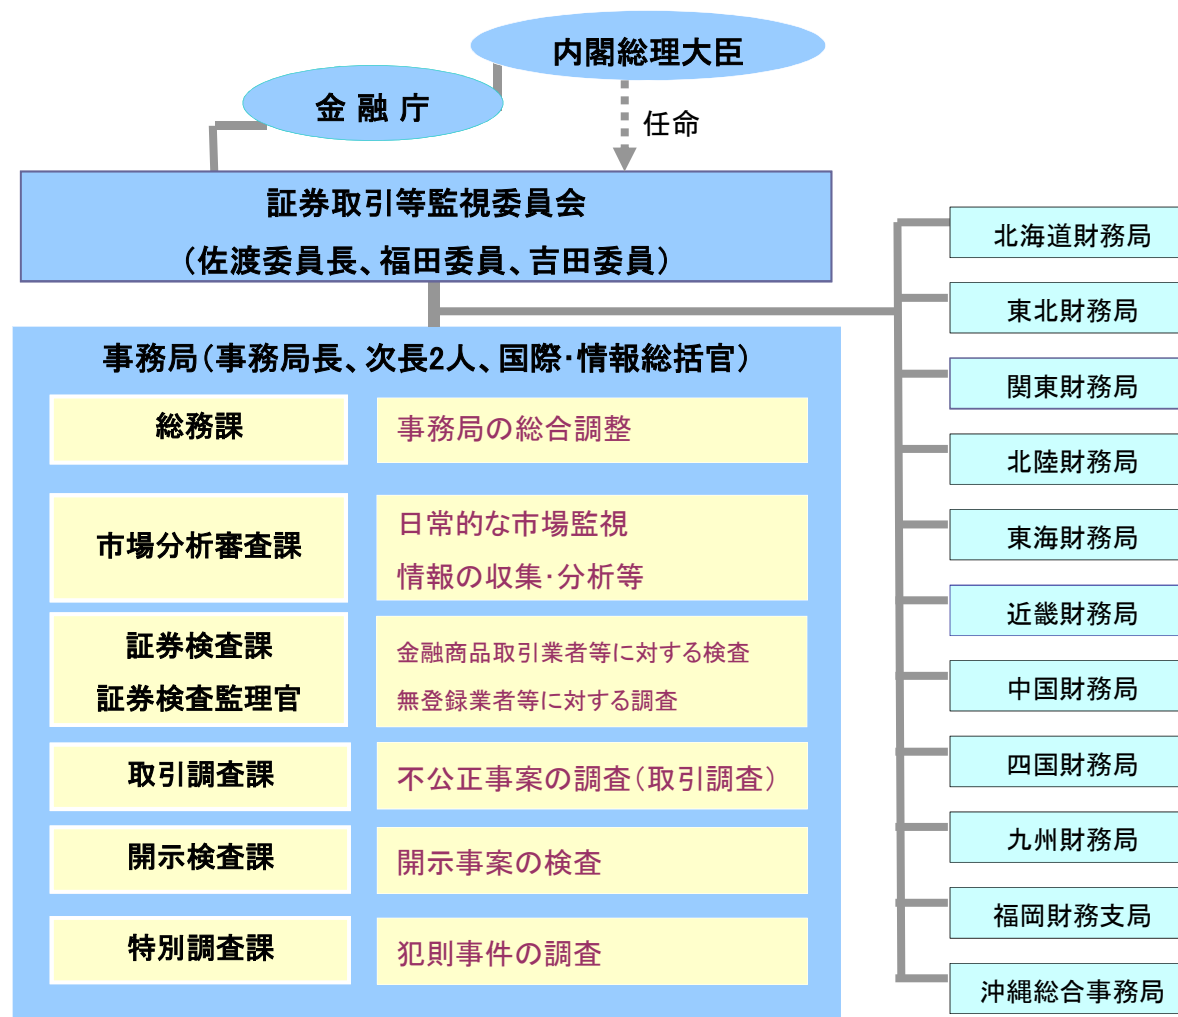 内閣総理大臣
金 融 庁
任命
証券取引等監視委員会
（佐渡委員長、福田委員、吉田委員）
事務局（事務局長、次長2人、国際・情報総括官）
総務課
事務局の総合調整
市場分析審査課
日常的な市場監視
情報の収集・分析等
証券検査課
証券検査監理官
金融商品取引業者等に対する検査
無登録業者等に対する調査
取引調査課
不公正事案の調査（取引調査）
開示検査課
開示事案の検査
特別調査課
犯則事件の調査
北海道財務局
東北財務局
関東財務局
北陸財務局
東海財務局
近畿財務局
中国財務局
四国財務局
九州財務局
福岡財務支局
沖縄総合事務局